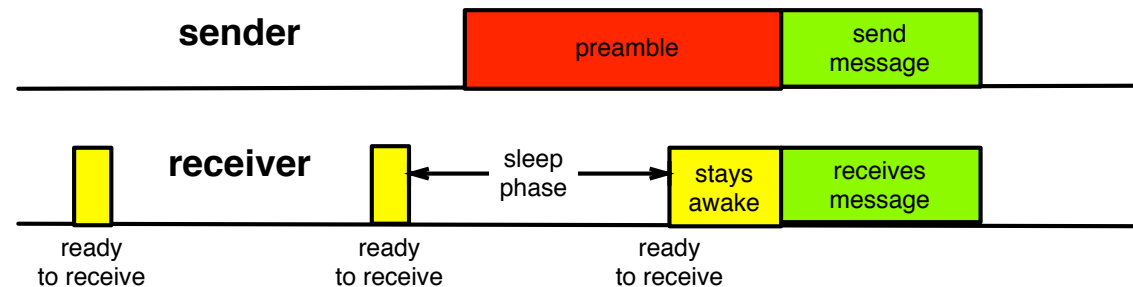 sender
preamble
send
message
receiver
sleep
phase
stays
awake
receives
message
ready
to receive
ready
to receive
ready
to receive